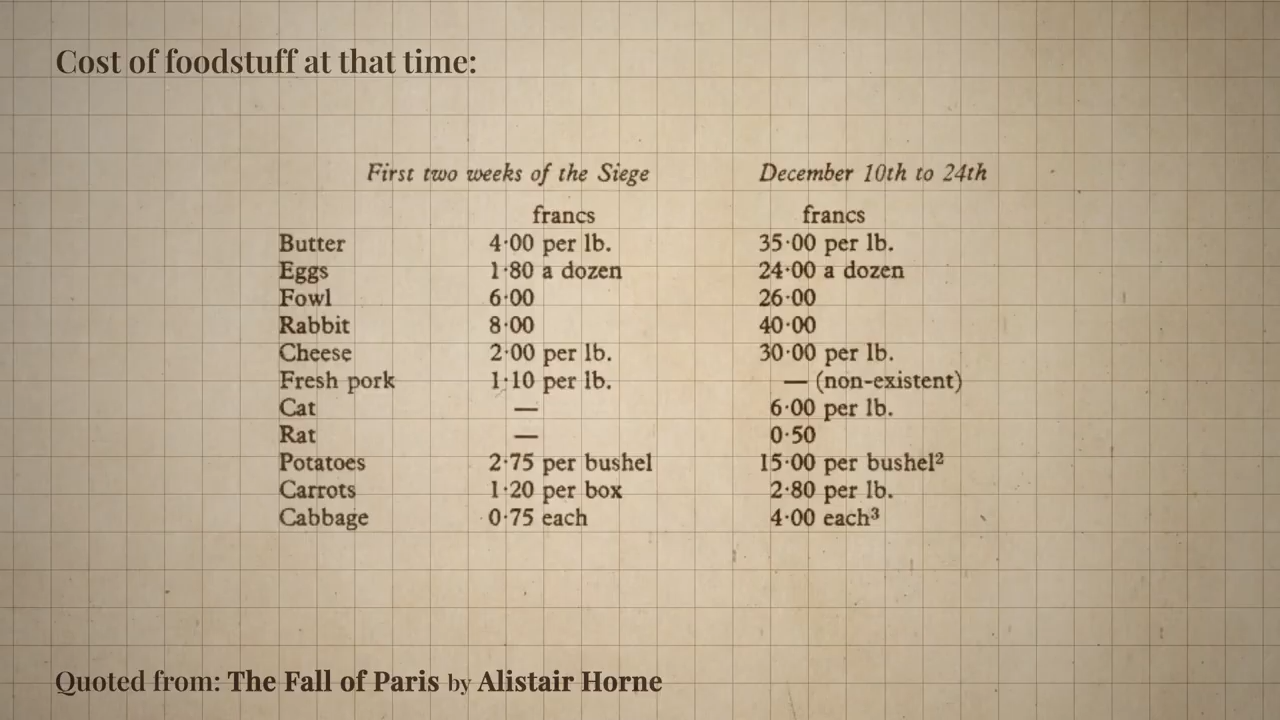 Cost of foodstuff at that time:
First two weeks of the Siege December 10th to 24th
francs francs
Butter 4·00 per lb. 35·00 per lb.
Eggs 1·80 a dozen 24·00 a dozen
Fowl 6·00 26·00
Rabbit 8·00 40·00
Cheese 2·00 per lb. 30·00 per lb.
Fresh pork 1·10 per lb. — (non-existent)
Cat — 6·00 per lb.
Rat — 0·50
Potatoes 2·75 per bushel 15·00 per bushel²
Carrots 1·20 per box 2·80 per lb.
Cabbage 0·75 each 4·00 each³
Quoted from: The Fall of Paris by Alistair Horne